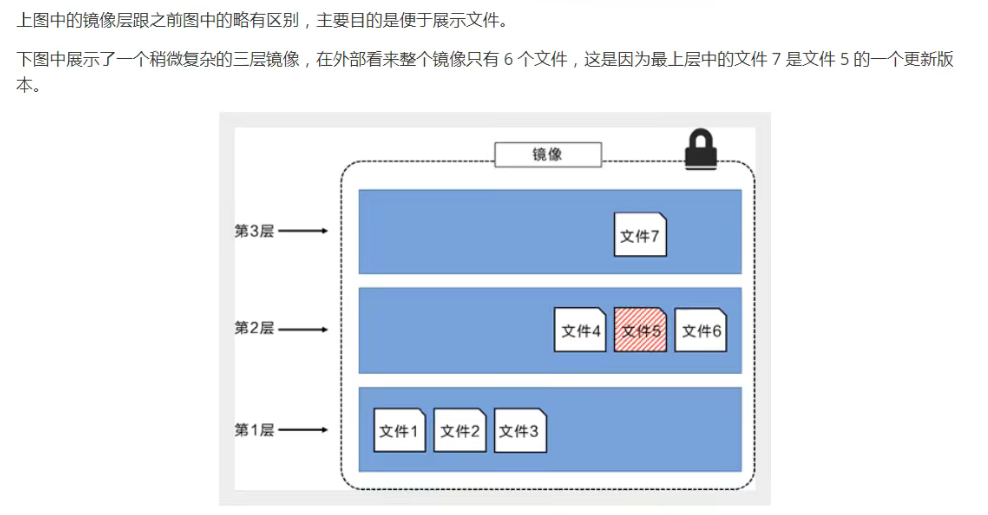 上图中的镜像层跟之前图中的略有区别，主要目的是便于展示文件。
下图中展示了一个稍微复杂的三层镜像，在外部看来整个镜像只有 6 个文件，这是因为最上层中的文件 7 是文件 5 的一个更新版
本。
镜像
第3层
文件7
第2层
文件4
文件5
文件6
第1层
文件1
文件2
文件3